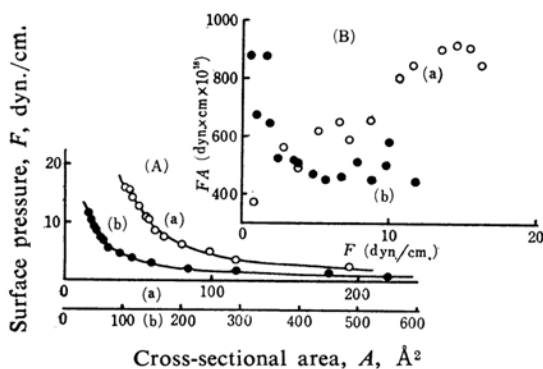 (B)
(a)
(b)
FA (dyn.×cm×10¹⁶)
1000
800
600
400
0
10
20
F (dyn/cm.)
Surface pressure, F, dyn./cm.
20
10
(A)
(a)
(b)
0
100
200
(a)
0
100
(b)
200
300
400
500
600
Cross-sectional area, A, Å²